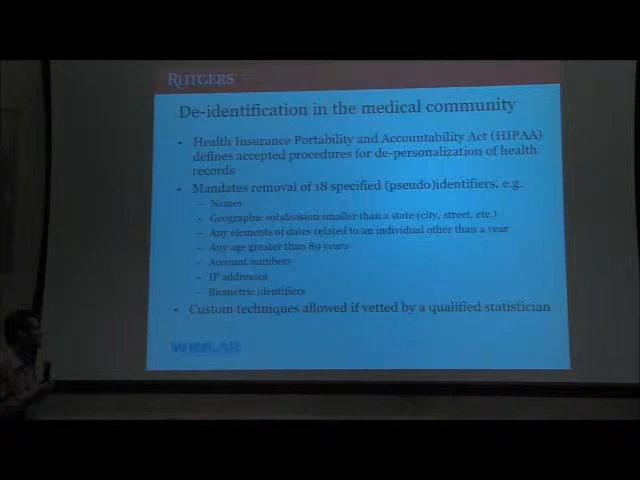 RUTGERS
De-identification in the medical community
• Health Insurance Portability and Accountability Act (HIPAA)
defines accepted procedures for de-personalization of health
records
• Mandates removal of 18 specified (pseudo)identifiers, e.g.
– Names
– Geographic subdivision smaller than a state (city, street, etc.)
– Any elements of dates related to an individual other than a year
– Any age greater than 89 years
– Account numbers
– IP addresses
– Biometric identifiers
• Custom techniques allowed if vetted by a qualified statistician
WINLAB